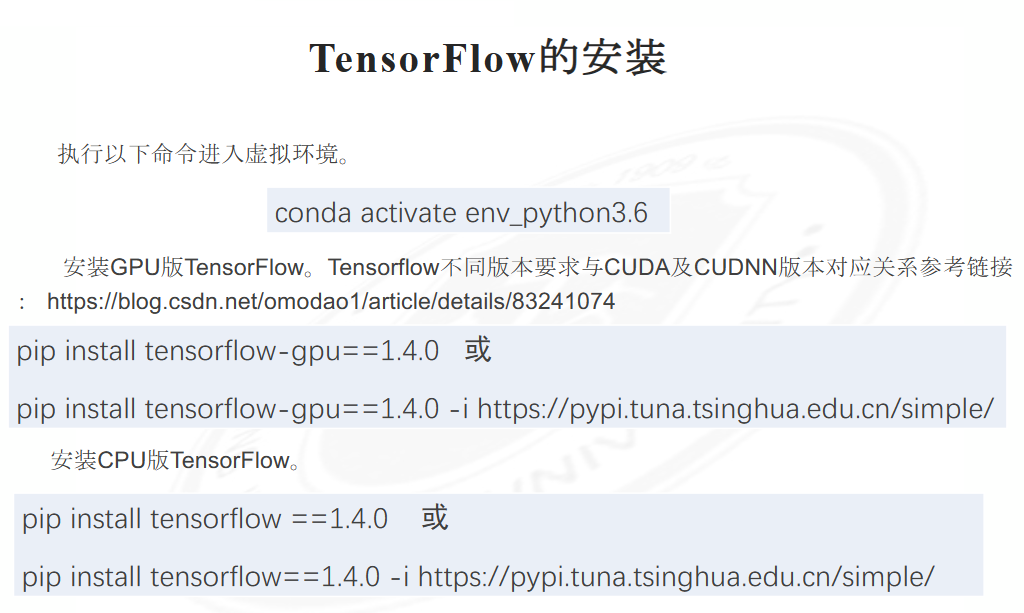 TensorFlow的安装
执行以下命令进入虚拟环境。
conda activate env_python3.6
安装GPU版TensorFlow。Tensorflow不同版本要求与CUDA及CUDNN版本对应关系参考链接
： https://blog.csdn.net/omodao1/article/details/83241074
pip install tensorflow-gpu==1.4.0 或
pip install tensorflow-gpu==1.4.0 -i https://pypi.tuna.tsinghua.edu.cn/simple/
安装CPU版TensorFlow。
pip install tensorflow ==1.4.0 或
pip install tensorflow==1.4.0 -i https://pypi.tuna.tsinghua.edu.cn/simple/